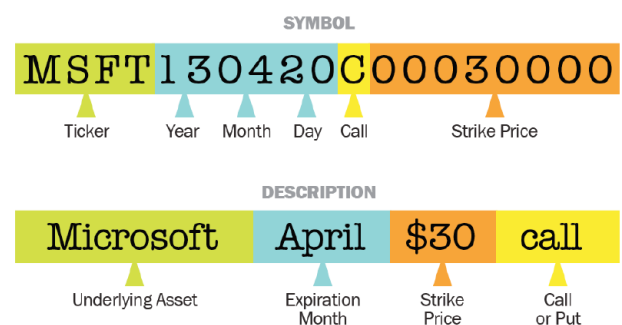 SYMBOL
MSFT130420C00030000
Ticker Year Month Day Call Strike Price
DESCRIPTION
Microsoft April $30 call
Underlying Asset Expiration Month Strike Price Call or Put